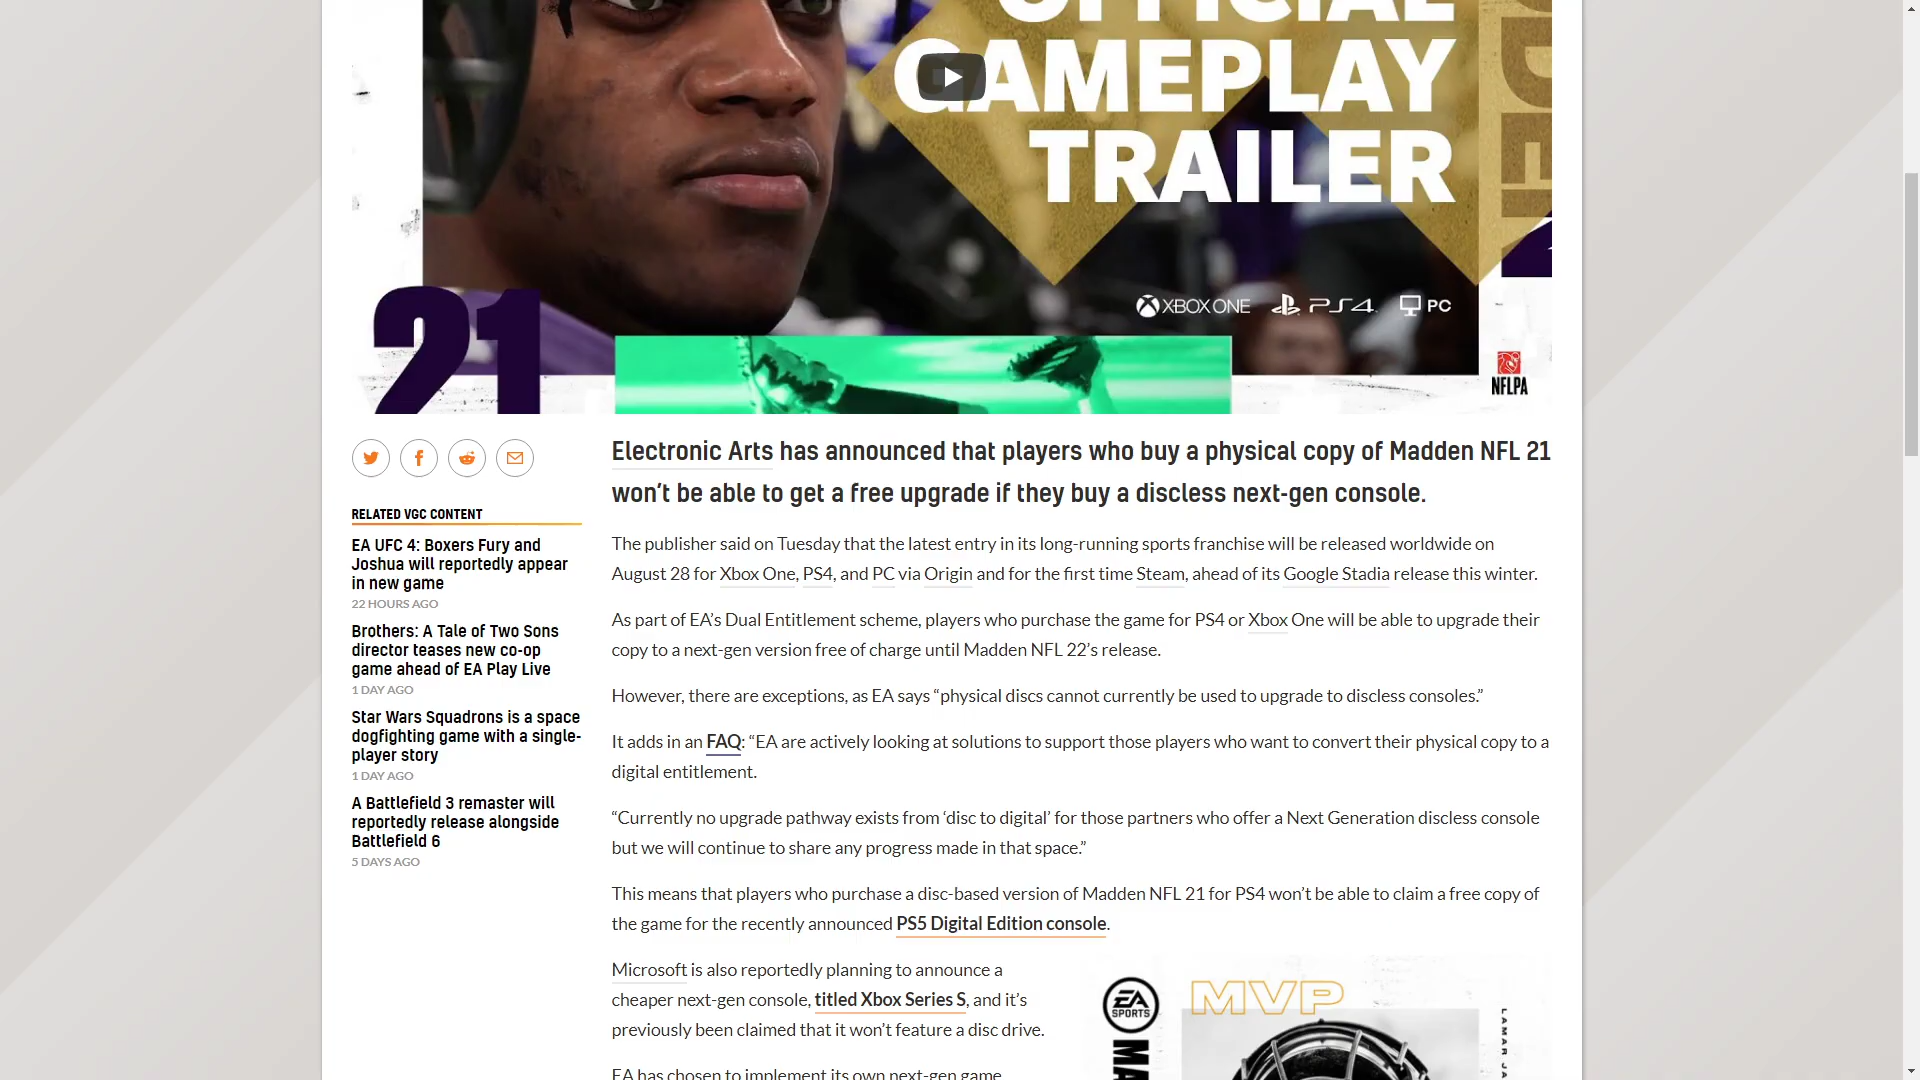 OFFICIAL
GAMEPLAY
TRAILER
XBOX ONE PS4 PC
21
NFLPA
Electronic Arts has announced that players who buy a physical copy of Madden NFL 21
won’t be able to get a free upgrade if they buy a discless next-gen console.
RELATED VGC CONTENT
EA UFC 4: Boxers Fury and
Joshua will reportedly appear
in new game
22 HOURS AGO
Brothers: A Tale of Two Sons
director teases new co-op
game ahead of EA Play Live
1 DAY AGO
Star Wars Squadrons is a space
dogfighting game with a single-
player story
1 DAY AGO
A Battlefield 3 remaster will
reportedly release alongside
Battlefield 6
5 DAYS AGO
The publisher said on Tuesday that the latest entry in its long-running sports franchise will be released worldwide on
August 28 for Xbox One, PS4, and PC via Origin and for the first time Steam, ahead of its Google Stadia release this winter.
As part of EA’s Dual Entitlement scheme, players who purchase the game for PS4 or Xbox One will be able to upgrade their
copy to a next-gen version free of charge until Madden NFL 22’s release.
However, there are exceptions, as EA says “physical discs cannot currently be used to upgrade to discless consoles.”
It adds in an FAQ: “EA are actively looking at solutions to support those players who want to convert their physical copy to a
digital entitlement.
“Currently no upgrade pathway exists from ‘disc to digital’ for those partners who offer a Next Generation discless console
but we will continue to share any progress made in that space.”
This means that players who purchase a disc-based version of Madden NFL 21 for PS4 won’t be able to claim a free copy of
the game for the recently announced PS5 Digital Edition console.
Microsoft is also reportedly planning to announce a
cheaper next-gen console, titled Xbox Series S, and it’s
previously been claimed that it won’t feature a disc drive.
EA has chosen to implement its own next-gen game
EA
SPORTS
MVP
MA
LAMAR JA